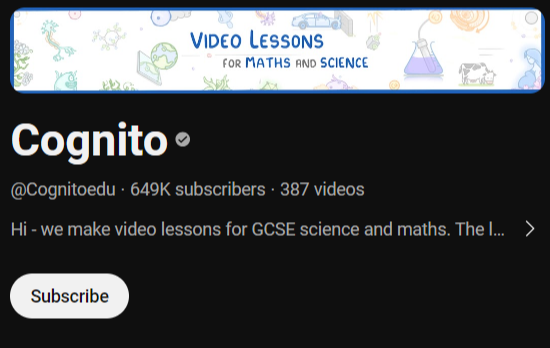 Video Lessons
for Maths and Science
Cognito
@Cognitoedu · 649K subscribers · 387 videos
Hi - we make video lessons for GCSE science and maths. The l...
Subscribe